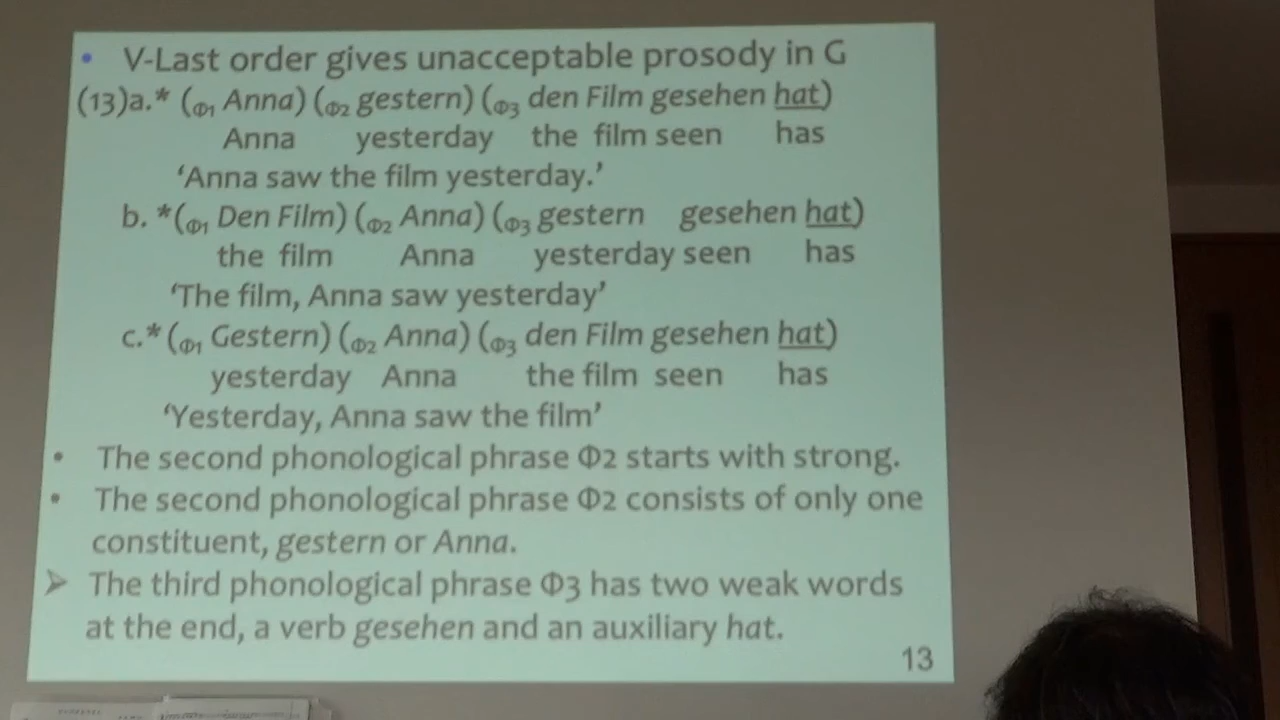 • V-Last order gives unacceptable prosody in G
(13)a.* (Φ1 Anna) (Φ2 gestern) (Φ3 den Film gesehen hat)
Anna yesterday the film seen has
‘Anna saw the film yesterday.’
b. *(Φ1 Den Film) (Φ2 Anna) (Φ3 gestern gesehen hat)
the film Anna yesterday seen has
‘The film, Anna saw yesterday’
c.* (Φ1 Gestern) (Φ2 Anna) (Φ3 den Film gesehen hat)
yesterday Anna the film seen has
‘Yesterday, Anna saw the film’
• The second phonological phrase Φ2 starts with strong.
• The second phonological phrase Φ2 consists of only one
constituent, gestern or Anna.
➢ The third phonological phrase Φ3 has two weak words
at the end, a verb gesehen and an auxiliary hat.
13